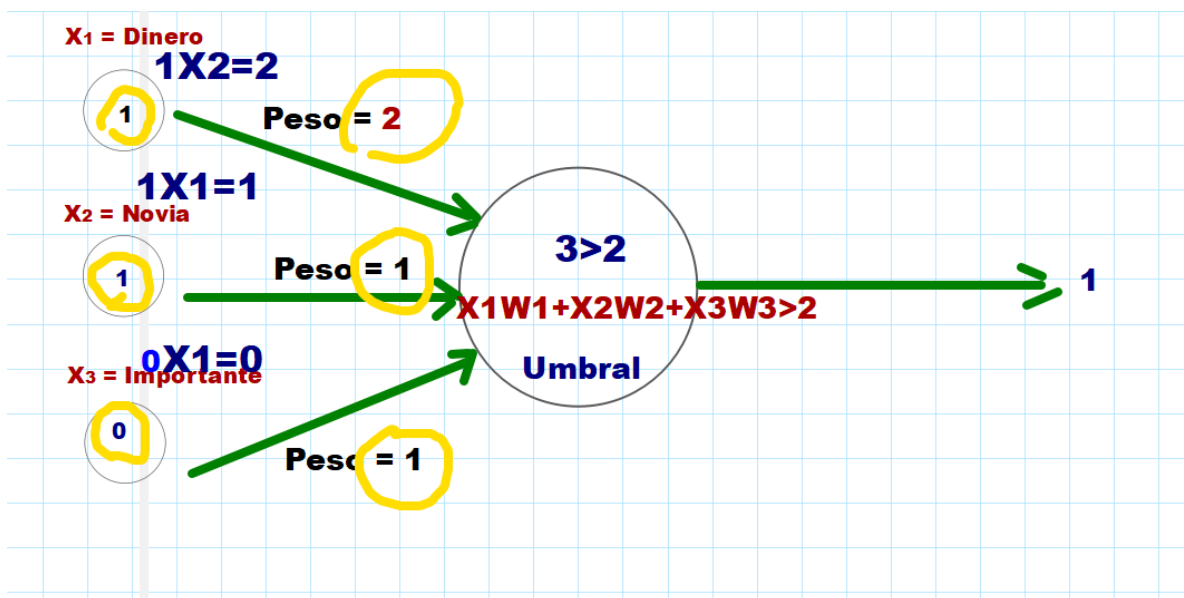 X1 = Dinero
1X2=2
1
Peso = 2
1X1=1
X2 = Novia
1
Peso = 1
0X1=0
X3 = Importante
0
Peso = 1
3>2
X1W1+X2W2+X3W3>2
Umbral
1